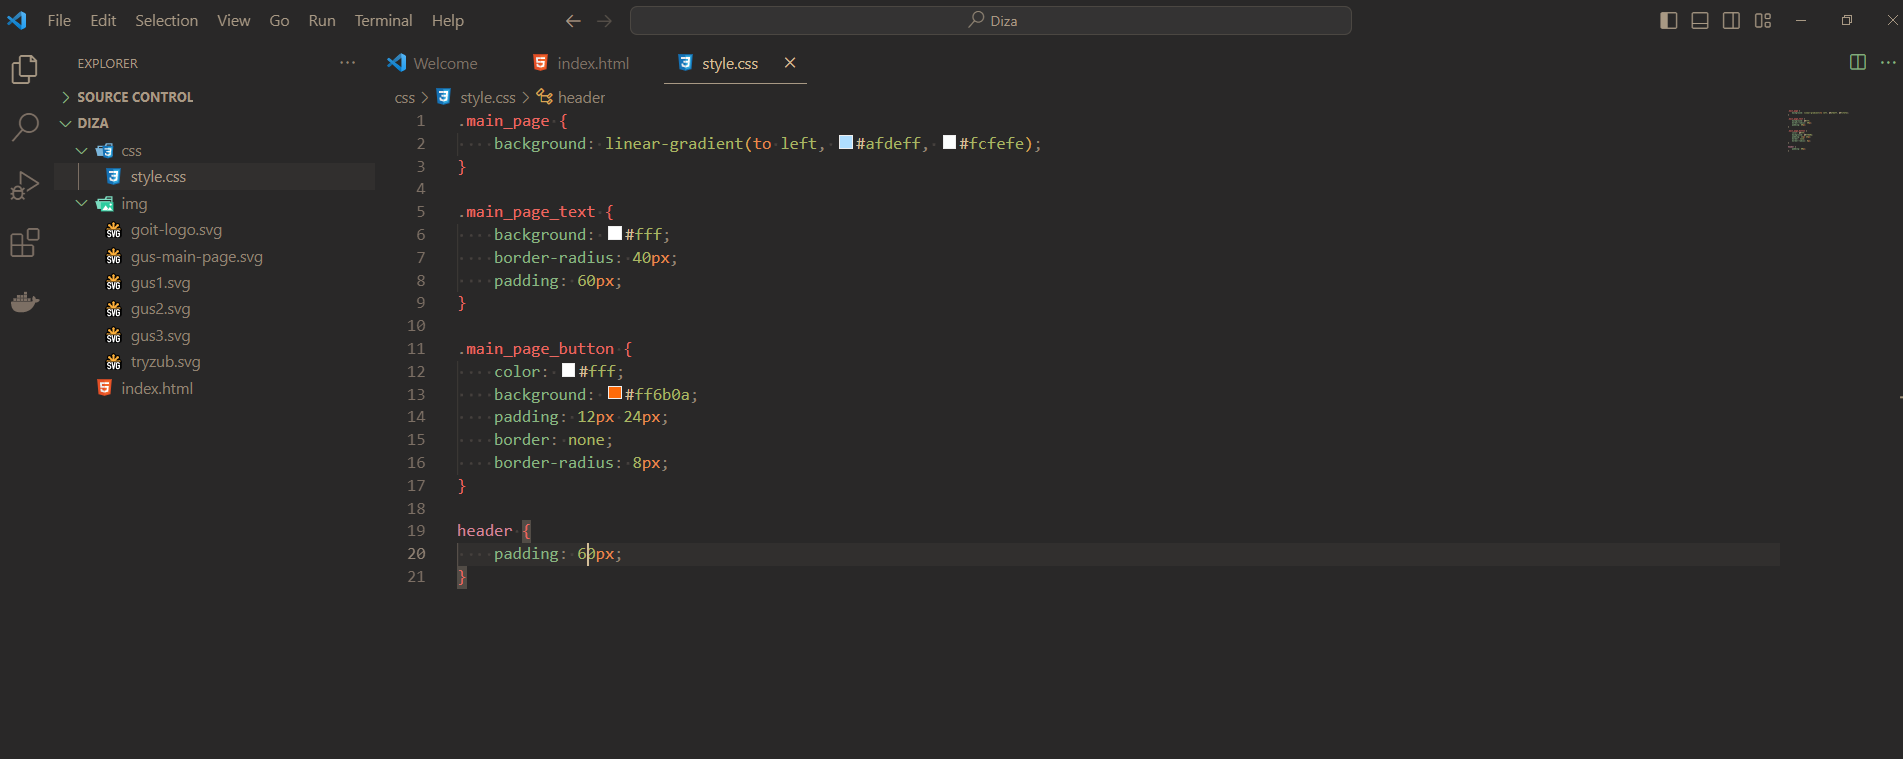 File Edit Selection View Go Run Terminal Help
Diza
EXPLORER
SOURCE CONTROL
DIZA
css
style.css
img
goit-logo.svg
gus-main-page.svg
gus1.svg
gus2.svg
gus3.svg
tryzub.svg
index.html
Welcome index.html style.css
css > style.css > header
1 .main_page {
2 background: linear-gradient(to left, #afdeff, #fcfefe);
3 }
4
5 .main_page_text {
6 background: #fff;
7 border-radius: 40px;
8 padding: 60px;
9 }
10
11 .main_page_button {
12 color: #fff;
13 background: #ff6b0a;
14 padding: 12px 24px;
15 border: none;
16 border-radius: 8px;
17 }
18
19 header {
20 padding: 60px;
21 }